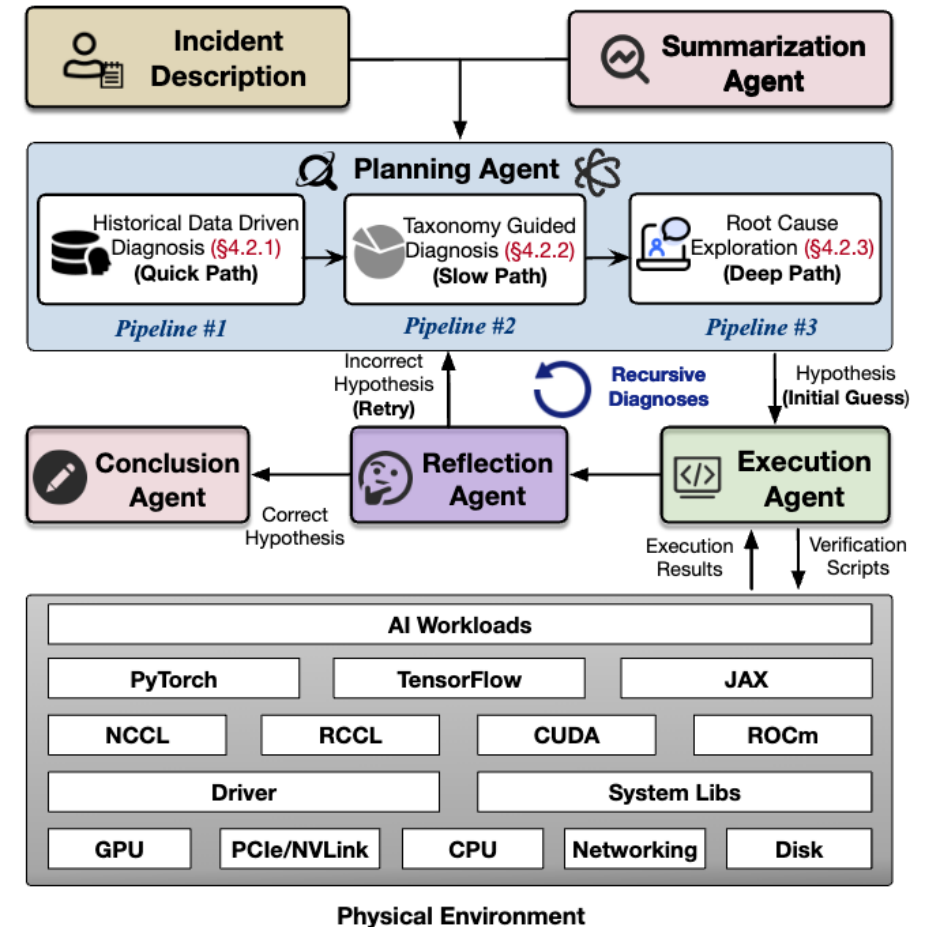 Incident
Description
Summarization
Agent
Planning Agent
Historical Data Driven
Diagnosis (§4.2.1)
(Quick Path)
Taxonomy Guided
Diagnosis (§4.2.2)
(Slow Path)
Root Cause
Exploration (§4.2.3)
(Deep Path)
Pipeline #1
Pipeline #2
Pipeline #3
Incorrect
Hypothesis
(Retry)
Recursive
Diagnoses
Hypothesis
(Initial Guess)
Conclusion
Agent
Reflection
Agent
</>
Execution
Agent
Correct
Hypothesis
Execution
Results
Verification
Scripts
AI Workloads
PyTorch
TensorFlow
JAX
NCCL
RCCL
CUDA
ROCm
Driver
System Libs
GPU
PCIe/NVLink
CPU
Networking
Disk
Physical Environment